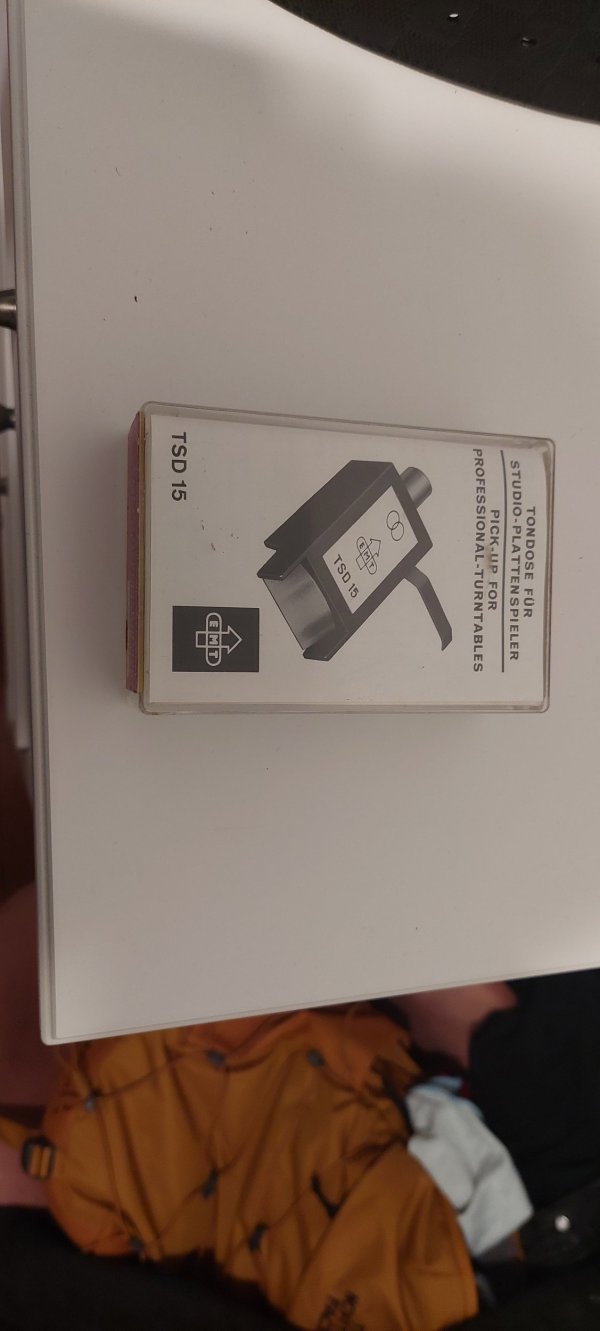 TONDOSE FÜR
STUDIO-PLATTENSPIELER
PICK-UP FOR
PROFESSIONAL-TURNTABLES
EMT
TSD 15
TSD 15
EMT